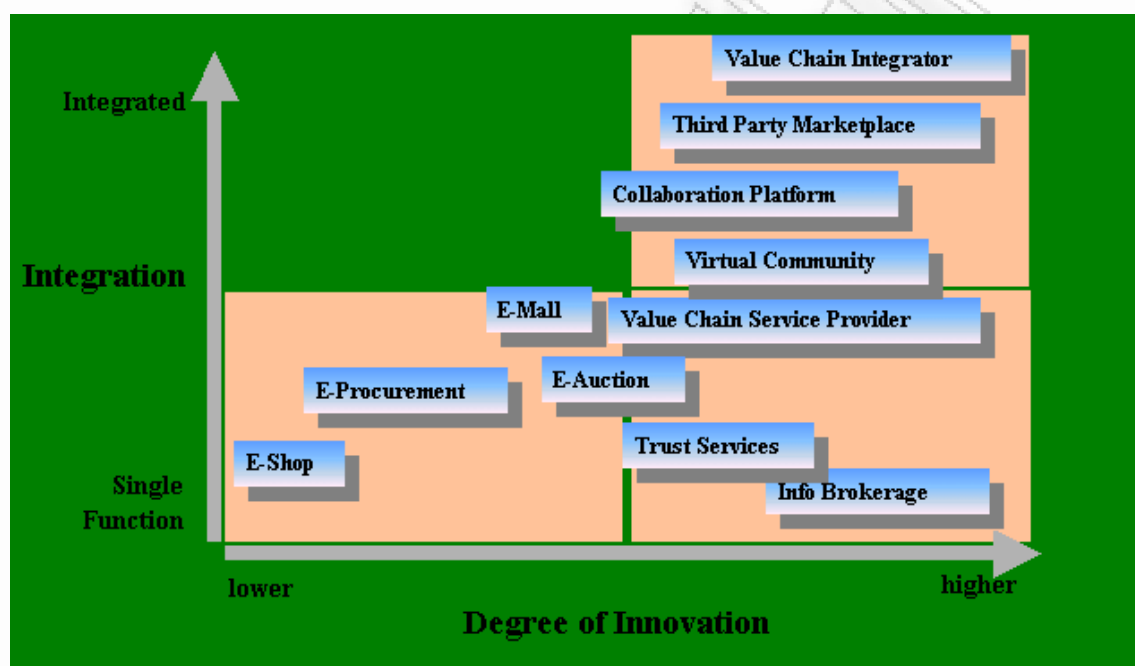 Value Chain Integrator
Integrated
Third Party Marketplace
Collaboration Platform
Virtual Community
Integration
E-Mall
Value Chain Service Provider
E-Procurement
E-Auction
Trust Services
E-Shop
Single
Function
Info Brokerage
lower
higher
Degree of Innovation